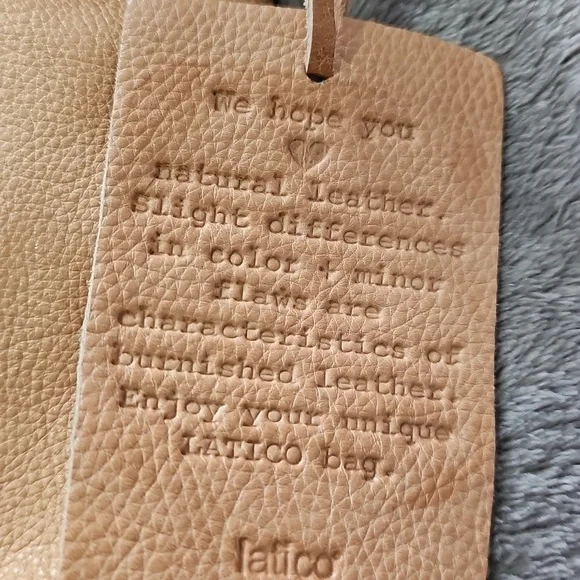 We hope you
♥
natural leather.
Slight differences
in color + minor
flaws are
characteristics of
burnished leather.
Enjoy your unique
LATICO bag.
latico